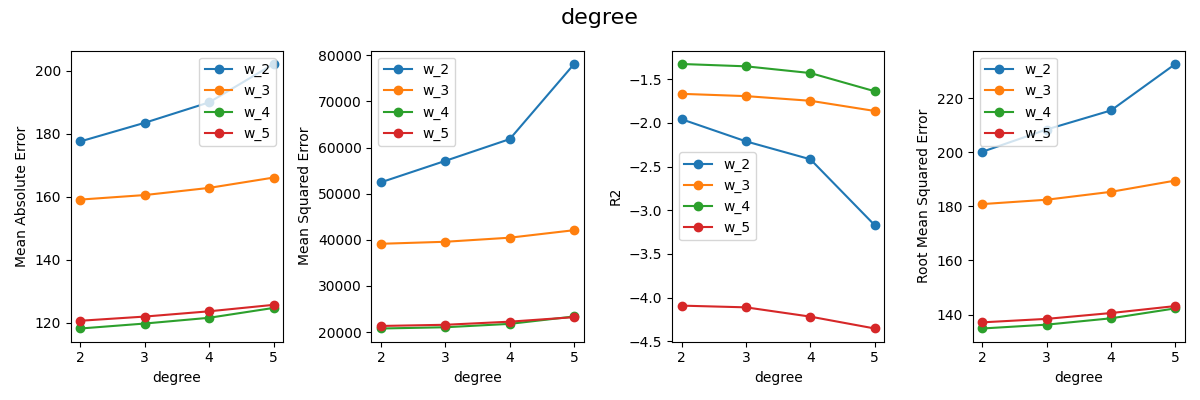 degree
Mean Absolute Error
200
180
160
140
120
2 3 4 5
degree
w_2
w_3
w_4
w_5
Mean Squared Error
80000
70000
60000
50000
40000
30000
20000
2 3 4 5
degree
w_2
w_3
w_4
w_5
R2
−1.5
−2.0
−2.5
−3.0
−3.5
−4.0
−4.5
2 3 4 5
degree
w_2
w_3
w_4
w_5
Root Mean Squared Error
220
200
180
160
140
2 3 4 5
degree
w_2
w_3
w_4
w_5